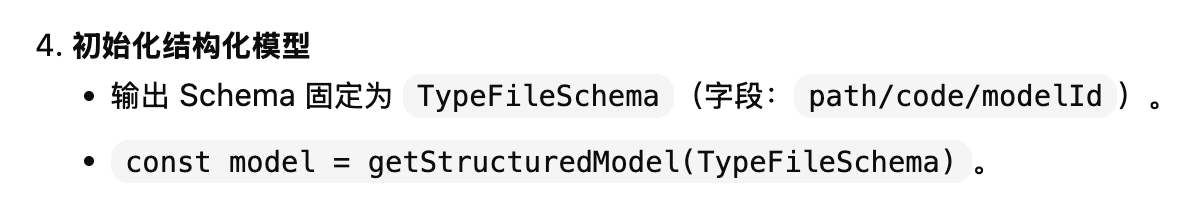 4. 初始化结构化模型
• 输出 Schema 固定为 TypeFileSchema（字段：path/code/modelId）。
• const model = getStructuredModel(TypeFileSchema)。